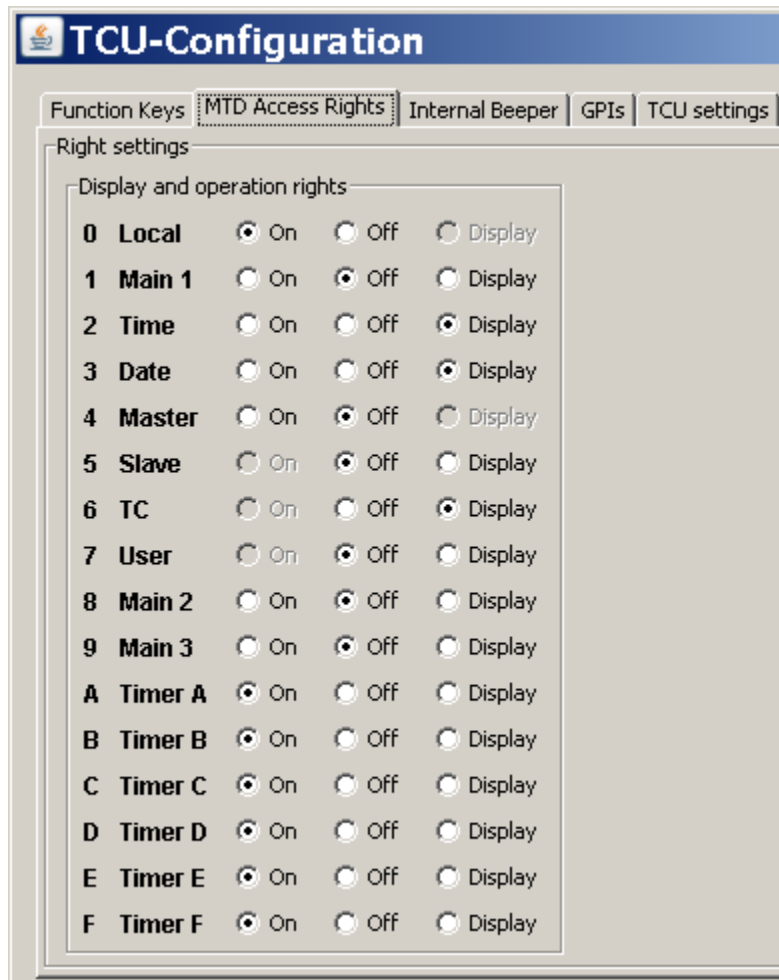 TCU-Configuration
Function Keys MTD Access Rights Internal Beeper GPIs TCU settings
Right settings
Display and operation rights
0 Local On Off Display
1 Main 1 On Off Display
2 Time On Off Display
3 Date On Off Display
4 Master On Off Display
5 Slave On Off Display
6 TC On Off Display
7 User On Off Display
8 Main 2 On Off Display
9 Main 3 On Off Display
A Timer A On Off Display
B Timer B On Off Display
C Timer C On Off Display
D Timer D On Off Display
E Timer E On Off Display
F Timer F On Off Display